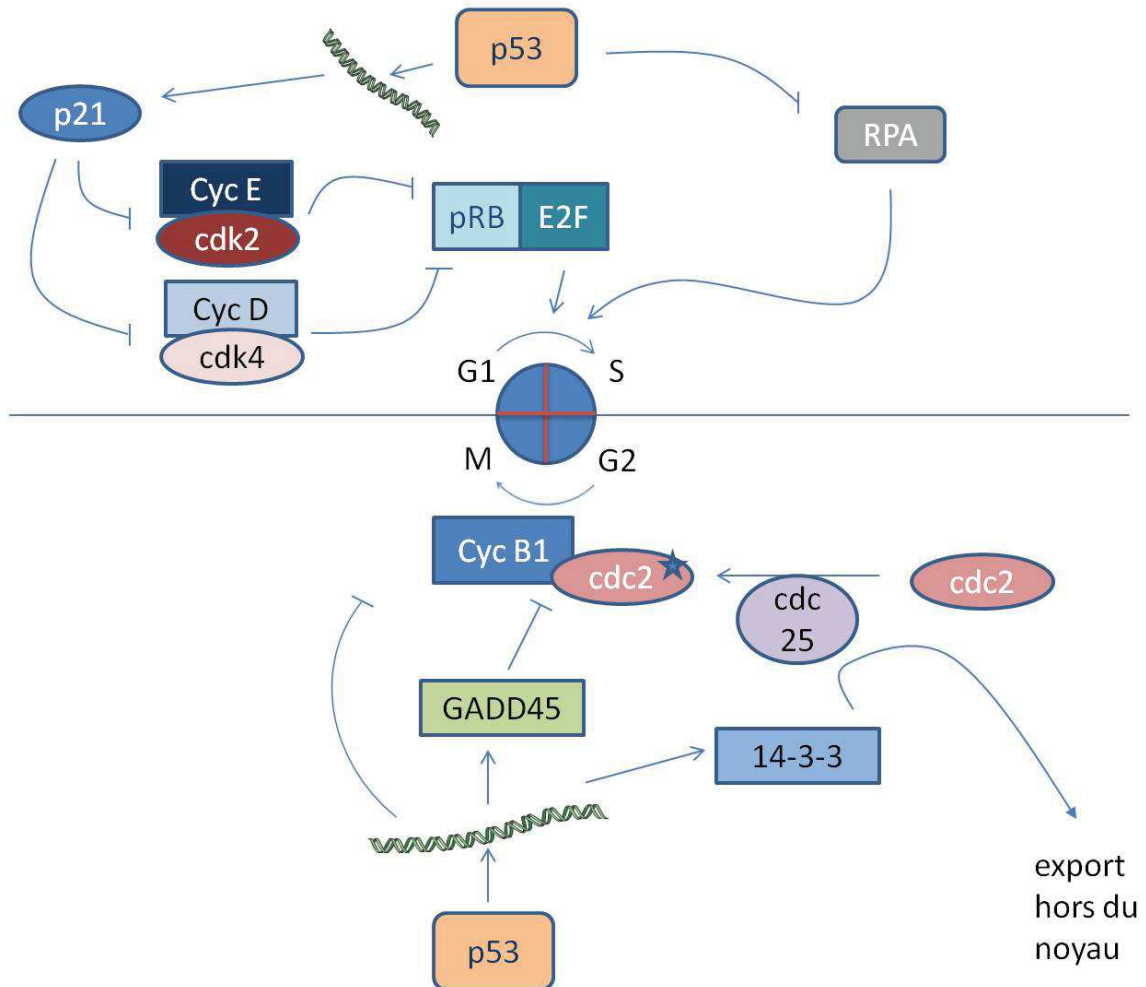 p53
p21
RPA
Cyc E
cdk2
pRB
E2F
Cyc D
cdk4
G1
S
M
G2
Cyc B1
cdc2
cdc2
cdc
25
GADD45
14-3-3
p53
export
hors du
noyau